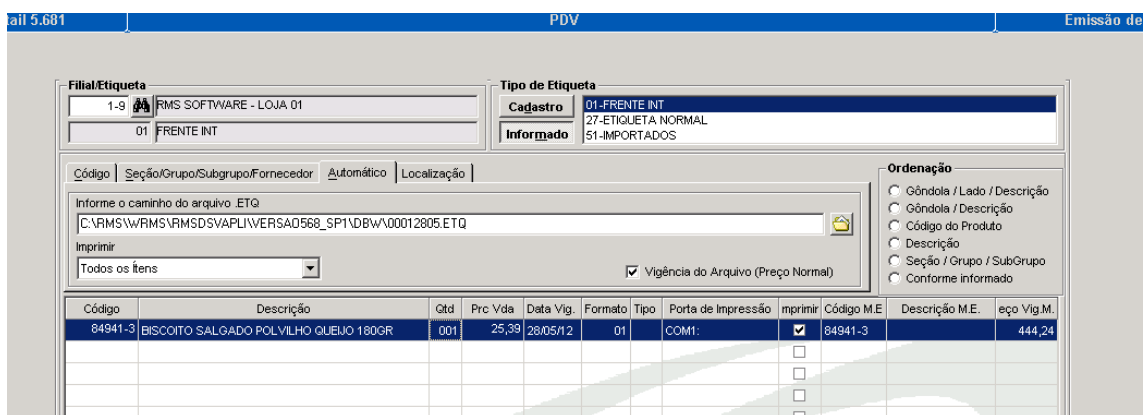 tail 5.681 PDV Emissão de
Filial/Etiqueta
1-9 RMS SOFTWARE - LOJA 01
01 FRENTE INT
Tipo de Etiqueta
Cadastro
Informado
01-FRENTE INT
27-ETIQUETA NORMAL
51-IMPORTADOS
Código Seção/Grupo/Subgrupo/Fornecedor Automático Localização
Informe o caminho do arquivo .ETQ
C:\RMS\WRMS\RMSDSVAPLI\VERSAO568_SP1\DBW\00012805.ETQ
Imprimir
Todos os Ítens
Vigência do Arquivo (Preço Normal)
Ordenação
Gôndola / Lado / Descrição
Gôndola / Descrição
Código do Produto
Descrição
Seção / Grupo / SubGrupo
Conforme informado
Código Descrição Qtd Prc Vda Data Vig. Formato Tipo Porta de Impressão mprimir Código M.E Descrição M.E. eço Vig.M.
84941-3 BISCOITO SALGADO POLVILHO QUEIJO 180GR 001 25,39 28/05/12 01 COM1: 84941-3 444,24